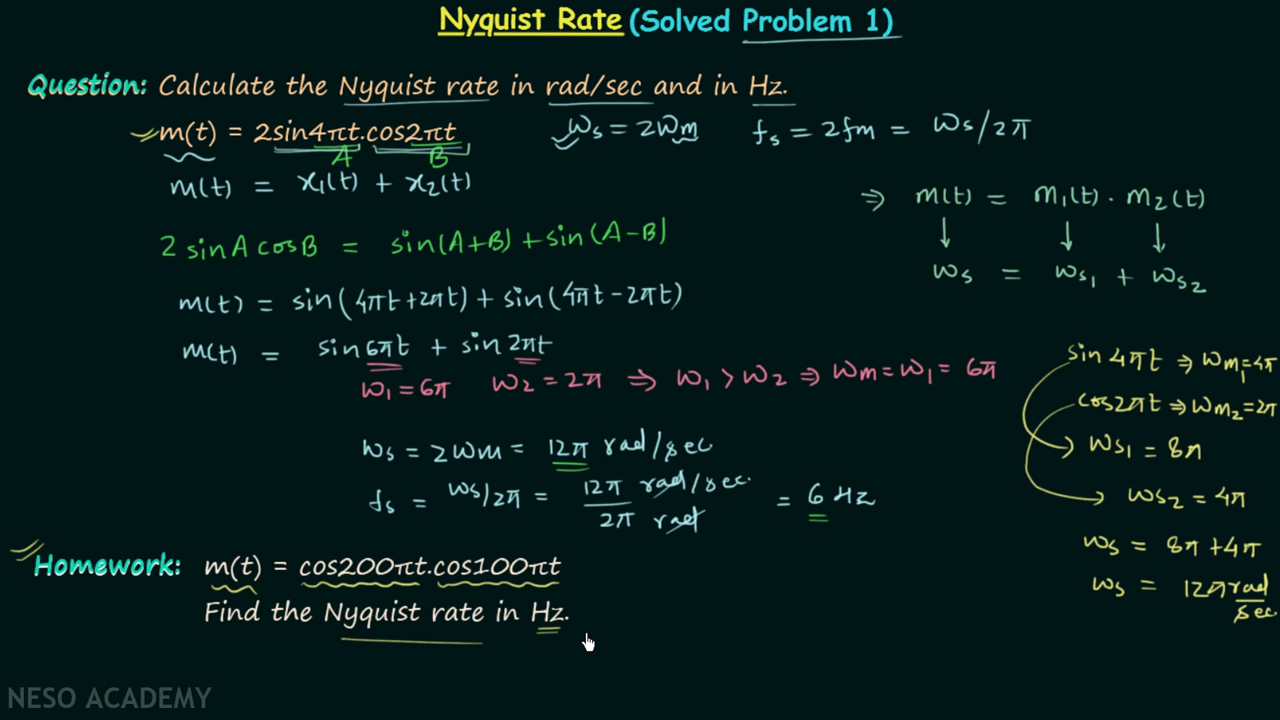 Nyquist Rate (Solved Problem 1)
Question: Calculate the Nyquist rate in rad/sec and in Hz.
m(t) = 2sin4πt.cos2πt
A B
ωs = 2ωm fs = 2fm = ωs/2π
m(t) = x1(t) + x2(t)
⇒ m(t) = m1(t) . m2(t)
↓ ↓ ↓
ωs = ωs1 + ωs2
2 sinA cosB = sin(A+B) + sin(A-B)
m(t) = sin(4πt+2πt) + sin(4πt-2πt)
m(t) = sin6πt + sin2πt
ω1 = 6π ω2 = 2π ⇒ ω1 > ω2 ⇒ ωm = ω1 = 6π
sin4πt ⇒ ωm1 = 4π
cos2πt ⇒ ωm2 = 2π
ωs1 = 8π
ωs2 = 4π
ωs = 8π + 4π
ωs = 12π rad/sec.
ωs = 2ωm = 12π rad/sec
fs = ωs/2π = 12π rad/sec. / 2π rad = 6 Hz
Homework: m(t) = cos200πt.cos100πt
Find the Nyquist rate in Hz.
NESO ACADEMY